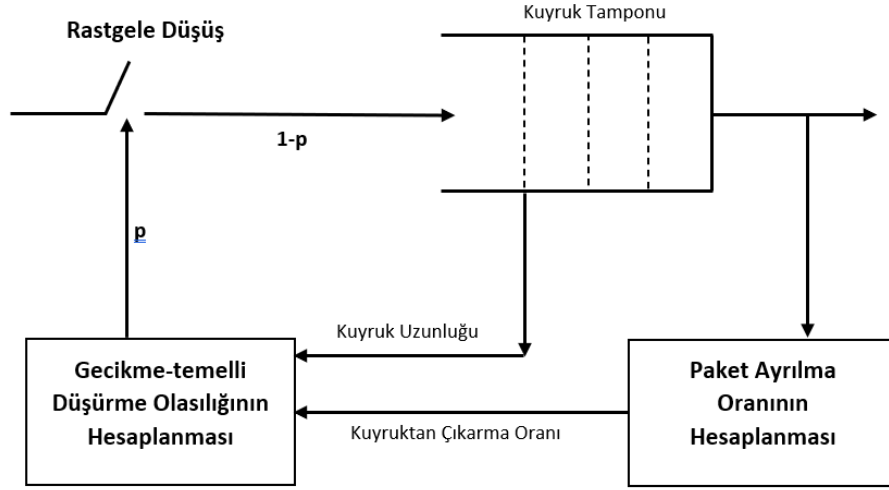 Kuyruk Tamponu
Rastgele Düşüş
1-p
p
Kuyruk Uzunluğu
Gecikme-temelli
Düşürme Olasılığının
Hesaplanması
Paket Ayrılma
Oranının
Hesaplanması
Kuyruktan Çıkarma Oranı